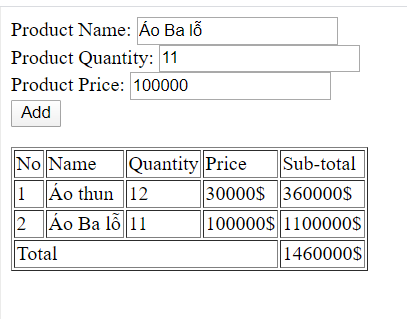 Product Name: Áo Ba lỗ
Product Quantity: 11
Product Price: 100000
Add
No Name Quantity Price Sub-total
1 Áo thun 12 30000$ 360000$
2 Áo Ba lỗ 11 100000$ 1100000$
Total 1460000$